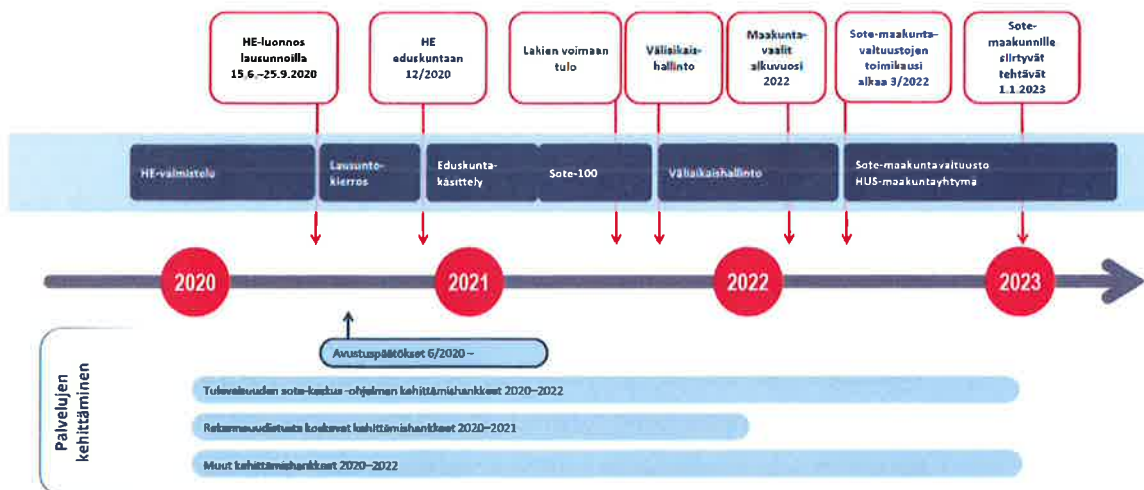 HE-luonnos
lausunnoilla
15.6.–25.9.2020
HE
eduskuntaan
12/2020
Lakien voimaan
tulo
Väliaikais-
hallinto
Maakunta-
vaalit
alkuvuosi
2022
Sote-maakunta-
valtuustojen
toimikausi
alkaa 3/2022
Sote-
maakunnille
siirtyvät
tehtävät
1.1.2023
HE-valmistelu
Lausunto-
kierros
Eduskunta-
käsittely
Sote-100
Väliaikaishallinto
Sote-maakuntavaltuusto
HUS-maakuntayhtymä
2020
2021
2022
2023
Palvelujen
kehittäminen
Avustuspäätökset 6/2020 –
Tulevaisuuden sote-keskus -ohjelman kehittämishankkeet 2020–2022
Rakenneuudistusta koskevat kehittämishankkeet 2020–2021
Muut kehittämishankkeet 2020–2022